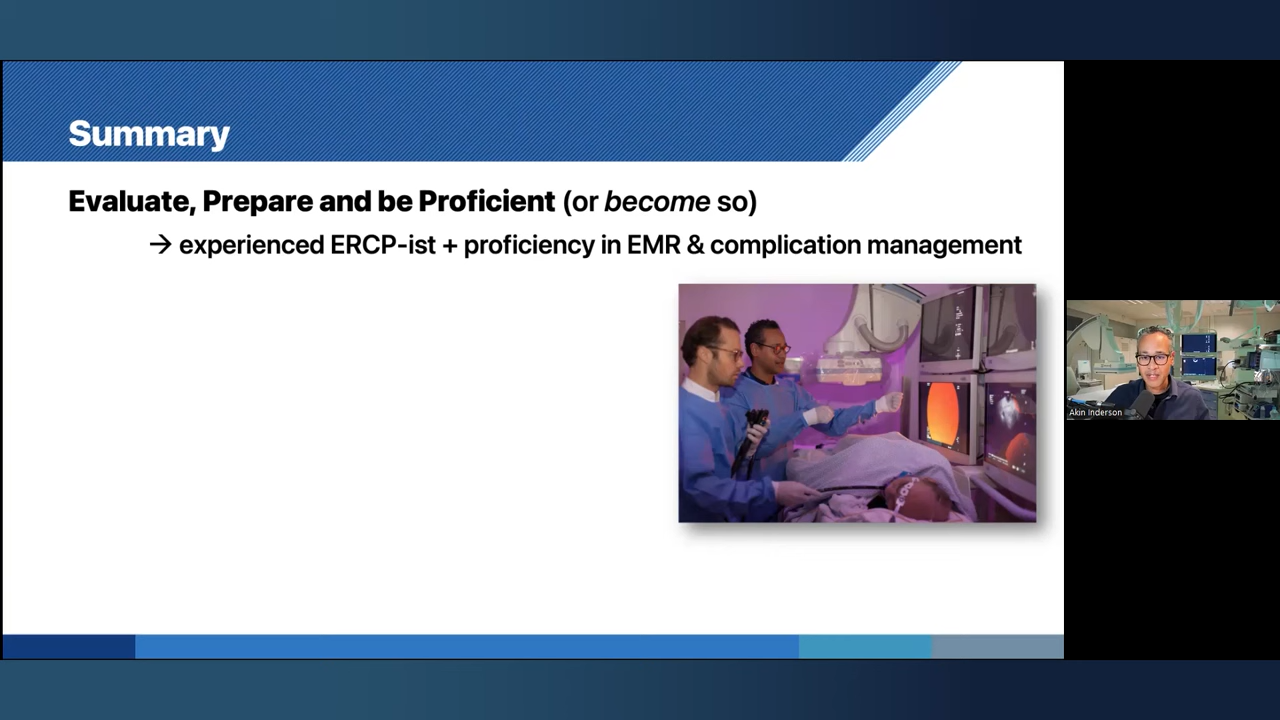 Summary
Evaluate, Prepare and be Proficient (or become so)
→ experienced ERCP-ist + proficiency in EMR & complication management
Akin Inderson